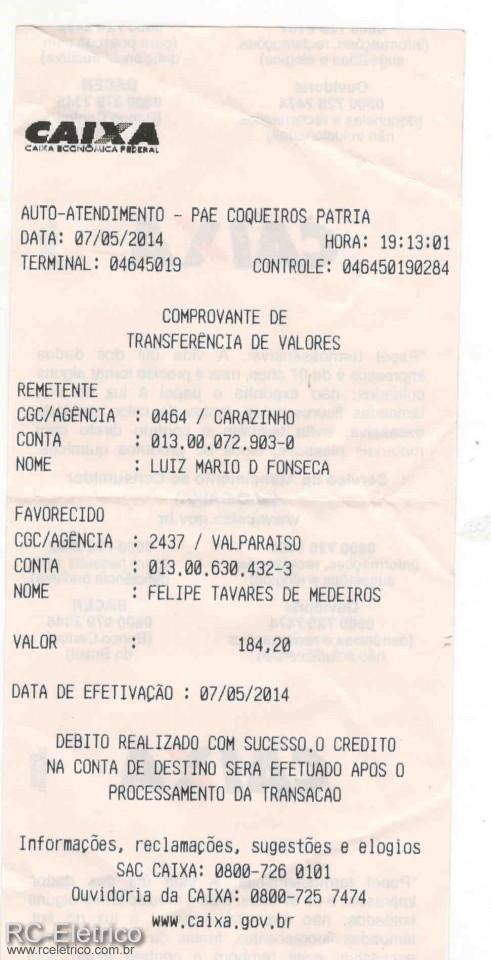 CAIXA
CAIXA ECONÔMICA FEDERAL
AUTO-ATENDIMENTO - PAE COQUEIROS PATRIA
DATA: 07/05/2014 HORA: 19:13:01
TERMINAL: 04645019 CONTROLE: 046450190284
COMPROVANTE DE
TRANSFERÊNCIA DE VALORES
REMETENTE
CGC/AGÊNCIA : 0464 / CARAZINHO
CONTA : 013.00.072.903-0
NOME : LUIZ MARIO D FONSECA
FAVORECIDO
CGC/AGÊNCIA : 2437 / VALPARAISO
CONTA : 013.00.630.432-3
NOME : FELIPE TAVARES DE MEDEIROS
VALOR : 184,20
DATA DE EFETIVAÇÃO : 07/05/2014
DEBITO REALIZADO COM SUCESSO.O CREDITO
NA CONTA DE DESTINO SERA EFETUADO APOS O
PROCESSAMENTO DA TRANSACAO
Informações, reclamações, sugestões e elogios
SAC CAIXA: 0800-726 0101
Ouvidoria da CAIXA: 0800-725 7474
www.caixa.gov.br
RC-Elétrico
www.rceletrico.com.br